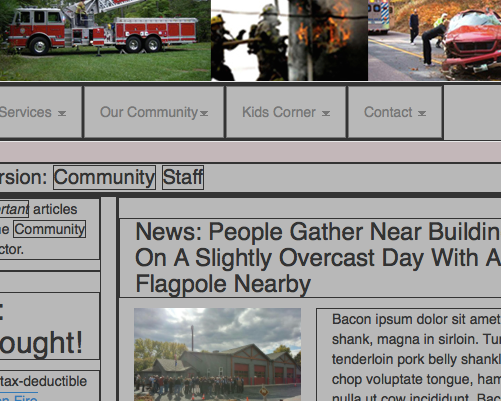 Services Our Community Kids Corner Contact
rsion: Community Staff
rtant articles
e Community
ctor.
:
ought!
tax-deductible
n Fire
News: People Gather Near Buildin
On A Slightly Overcast Day With A
Flagpole Nearby
Bacon ipsum dolor sit amet
shank, magna in sirloin. Tur
tenderloin pork belly shankl
chop voluptate tongue, ham
nulla ut cow incididunt. Bac